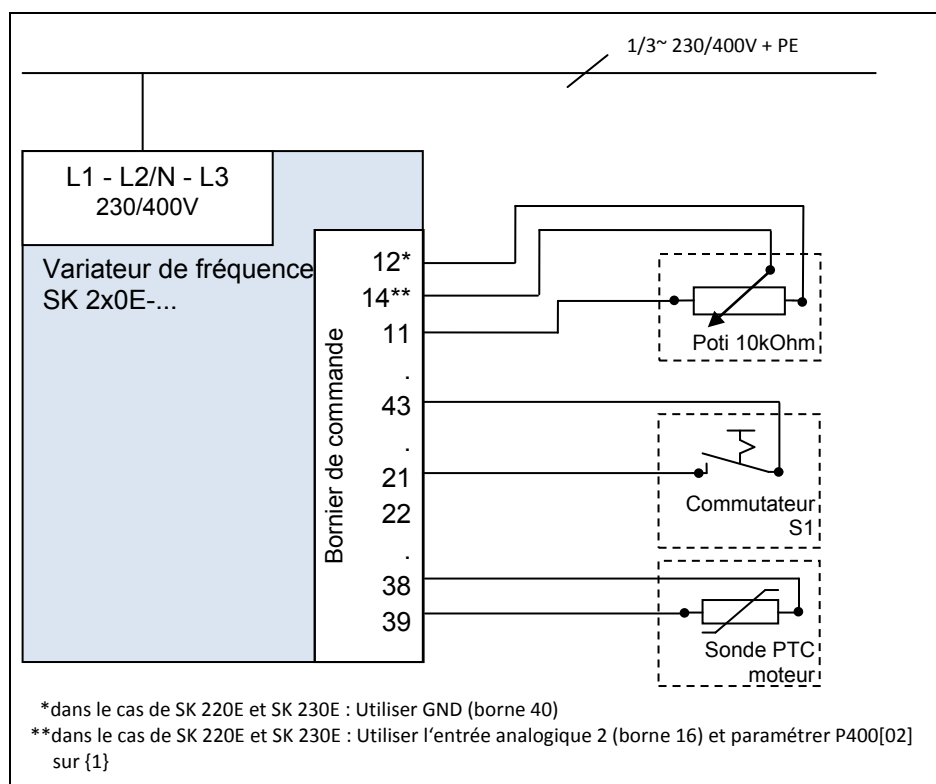 1/3~ 230/400V + PE
L1 - L2/N - L3
230/400V
Variateur de fréquence
SK 2x0E-...
Bornier de commande
12*
14**
11
.
43
.
21
22
.
38
39
Poti 10kOhm
Commutateur
S1
Sonde PTC
moteur
*dans le cas de SK 220E et SK 230E : Utiliser GND (borne 40)
**dans le cas de SK 220E et SK 230E : Utiliser l‘entrée analogique 2 (borne 16) et paramétrer P400[02]
sur {1}